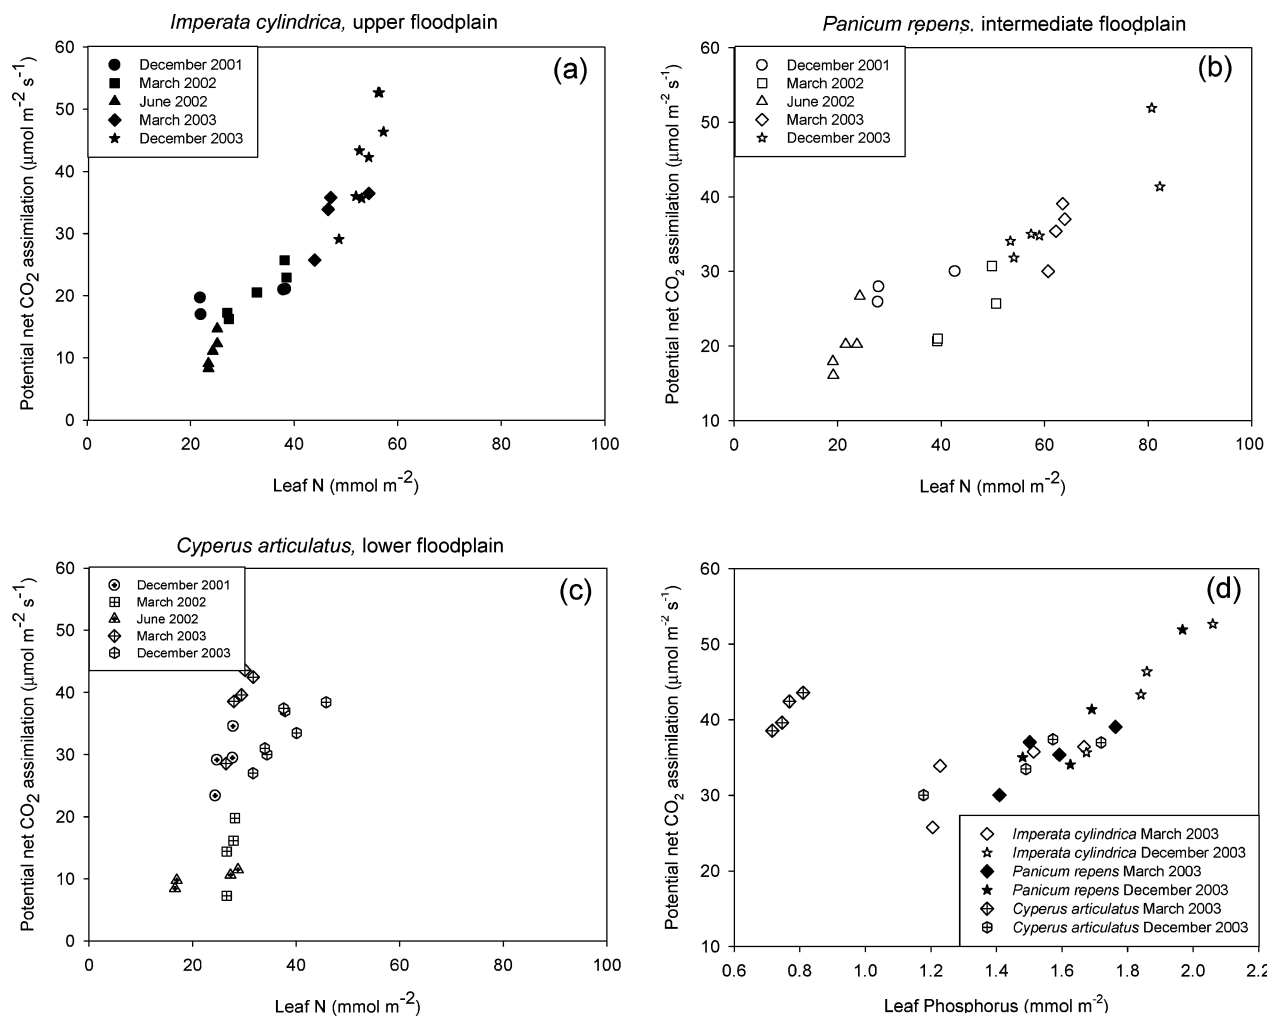 Imperata cylindrica, upper floodplain
Potential net CO2 assimilation (μmol m-2 s-1)
60
50
40
30
20
10
0
December 2001
March 2002
June 2002
March 2003
December 2003
(a)
0 20 40 60 80 100
Leaf N (mmol m-2)
Panicum repens, intermediate floodplain
Potential net CO2 assimilation (μmol m-2 s-1)
60
50
40
30
20
10
December 2001
March 2002
June 2002
March 2003
December 2003
(b)
0 20 40 60 80 100
Leaf N (mmol m-2)
Cyperus articulatus, lower floodplain
Potential net CO2 assimilation (μmol m-2 s-1)
60
50
40
30
20
10
0
December 2001
March 2002
June 2002
March 2003
December 2003
(c)
0 20 40 60 80 100
Leaf N (mmol m-2)
Potential net CO2 assimilation (μmol m-2 s-1)
60
50
40
30
20
10
(d)
Imperata cylindrica March 2003
Imperata cylindrica December 2003
Panicum repens March 2003
Panicum repens December 2003
Cyperus articulatus March 2003
Cyperus articulatus December 2003
0.6 0.8 1.0 1.2 1.4 1.6 1.8 2.0 2.2
Leaf Phosphorus (mmol m-2)